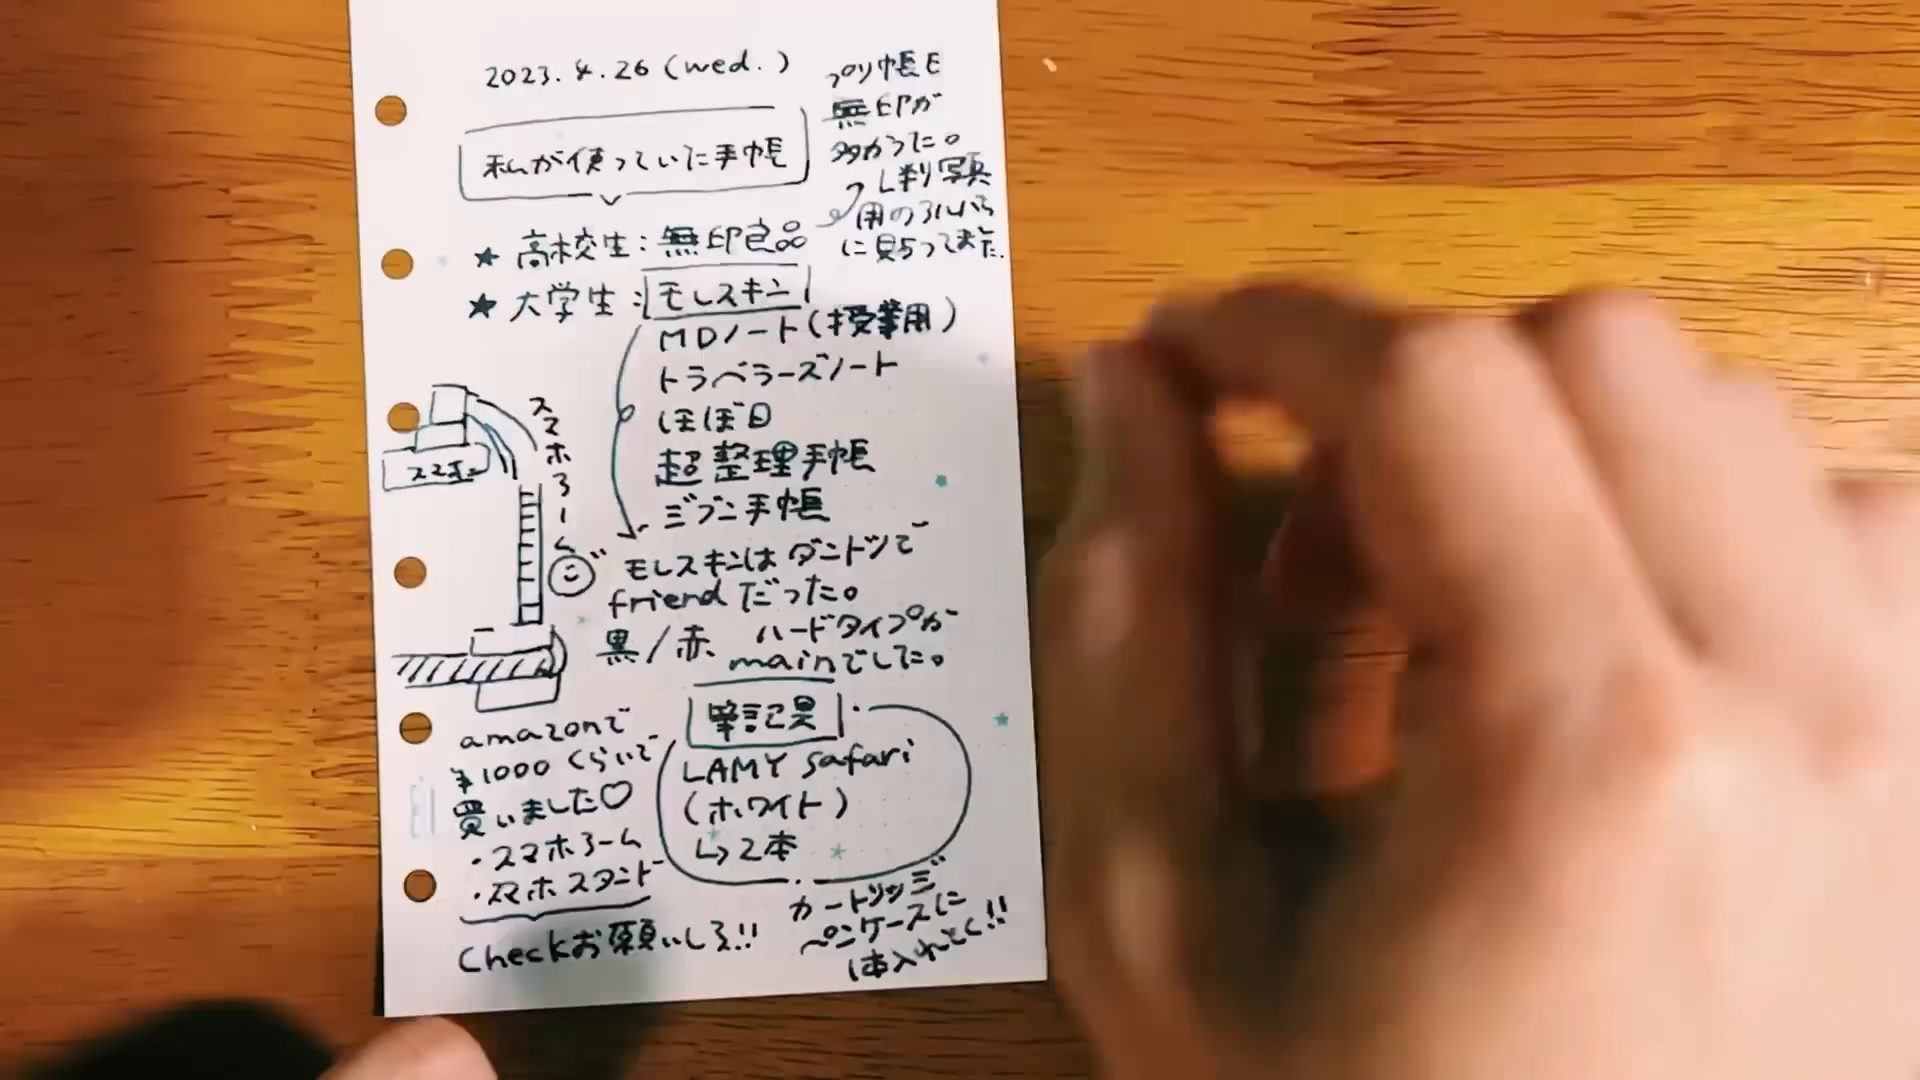 2023.4.26(wed.)
プリ帳も
無印が
多かった。
L判写真
用のアルバム
に貼ってました。
私が使っていた手帳
★ 高校生：無印良品
★ 大学生：モレスキン
MDノート(授業用)
トラベラーズノート
ほぼ日
超整理手帳
ジブン手帳
スマホアーム
スマホ
モレスキンはダントツで
friendだった。
黒/赤 ハードタイプが
mainでした。
amazonで
¥1000くらいで
買いました♡
・スマホアーム
・スマホスタンド
Checkお願いしる!!
筆記具
LAMY safari
(ホワイト)
↳2本
カートリッジ
ペンケースに
1本入れとく!!